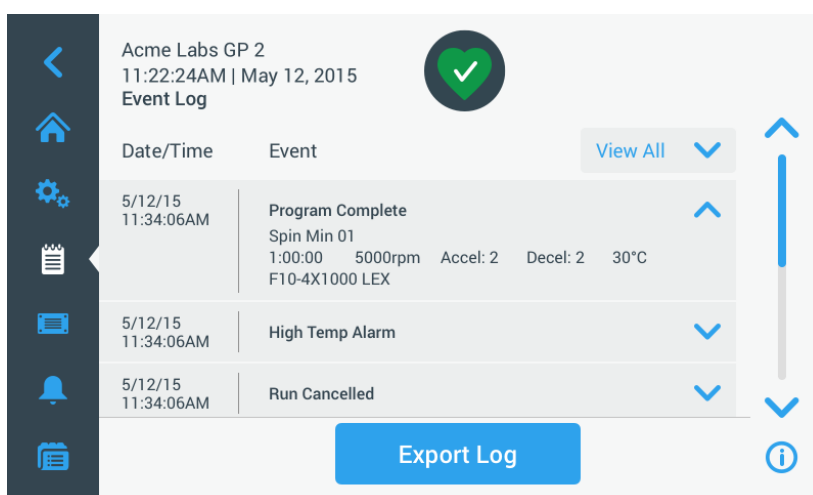 Acme Labs GP 2
11:22:24AM | May 12, 2015
Event Log
Date/Time Event View All
5/12/15
11:34:06AM
Program Complete
Spin Min 01
1:00:00 5000rpm Accel: 2 Decel: 2 30°C
F10-4X1000 LEX
5/12/15
11:34:06AM
High Temp Alarm
5/12/15
11:34:06AM
Run Cancelled
Export Log